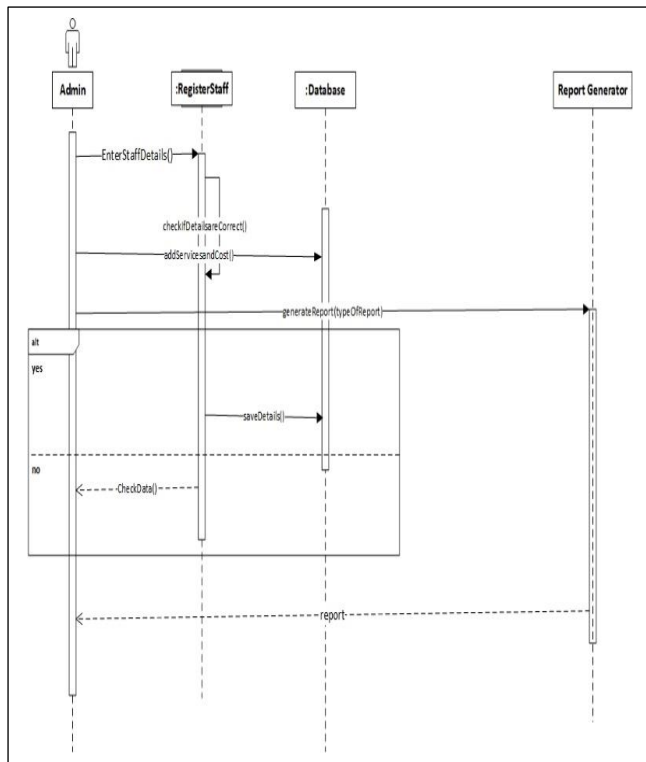 Admin
:RegisterStaff
:Database
Report Generator
EnterStaffDetails()
checkIfDetailsareCorrect()
addServicesandCost()
generateReport(typeOfReport)
alt
yes
saveDetails()
no
CheckData()
report